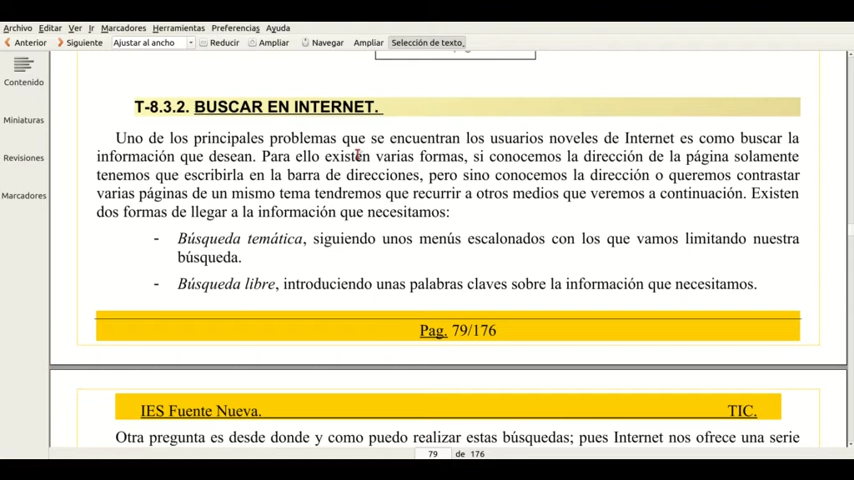 Archivo Editar Ver Ir Marcadores Herramientas Preferencias Ayuda
Anterior Siguiente Ajustar al ancho Reducir Ampliar Navegar Ampliar Selección de texto
Contenido
Miniaturas
Revisiones
Marcadores
T-8.3.2. BUSCAR EN INTERNET.
Uno de los principales problemas que se encuentran los usuarios noveles de Internet es como buscar la
información que desean. Para ello existen varias formas, si conocemos la dirección de la página solamente
tenemos que escribirla en la barra de direcciones, pero sino conocemos la dirección o queremos contrastar
varias páginas de un mismo tema tendremos que recurrir a otros medios que veremos a continuación. Existen
dos formas de llegar a la información que necesitamos:
- Búsqueda temática, siguiendo unos menús escalonados con los que vamos limitando nuestra
búsqueda.
- Búsqueda libre, introduciendo unas palabras claves sobre la información que necesitamos.
Pag. 79/176
IES Fuente Nueva. TIC.
Otra pregunta es desde donde y como puedo realizar estas búsquedas; pues Internet nos ofrece una serie
79 de 176